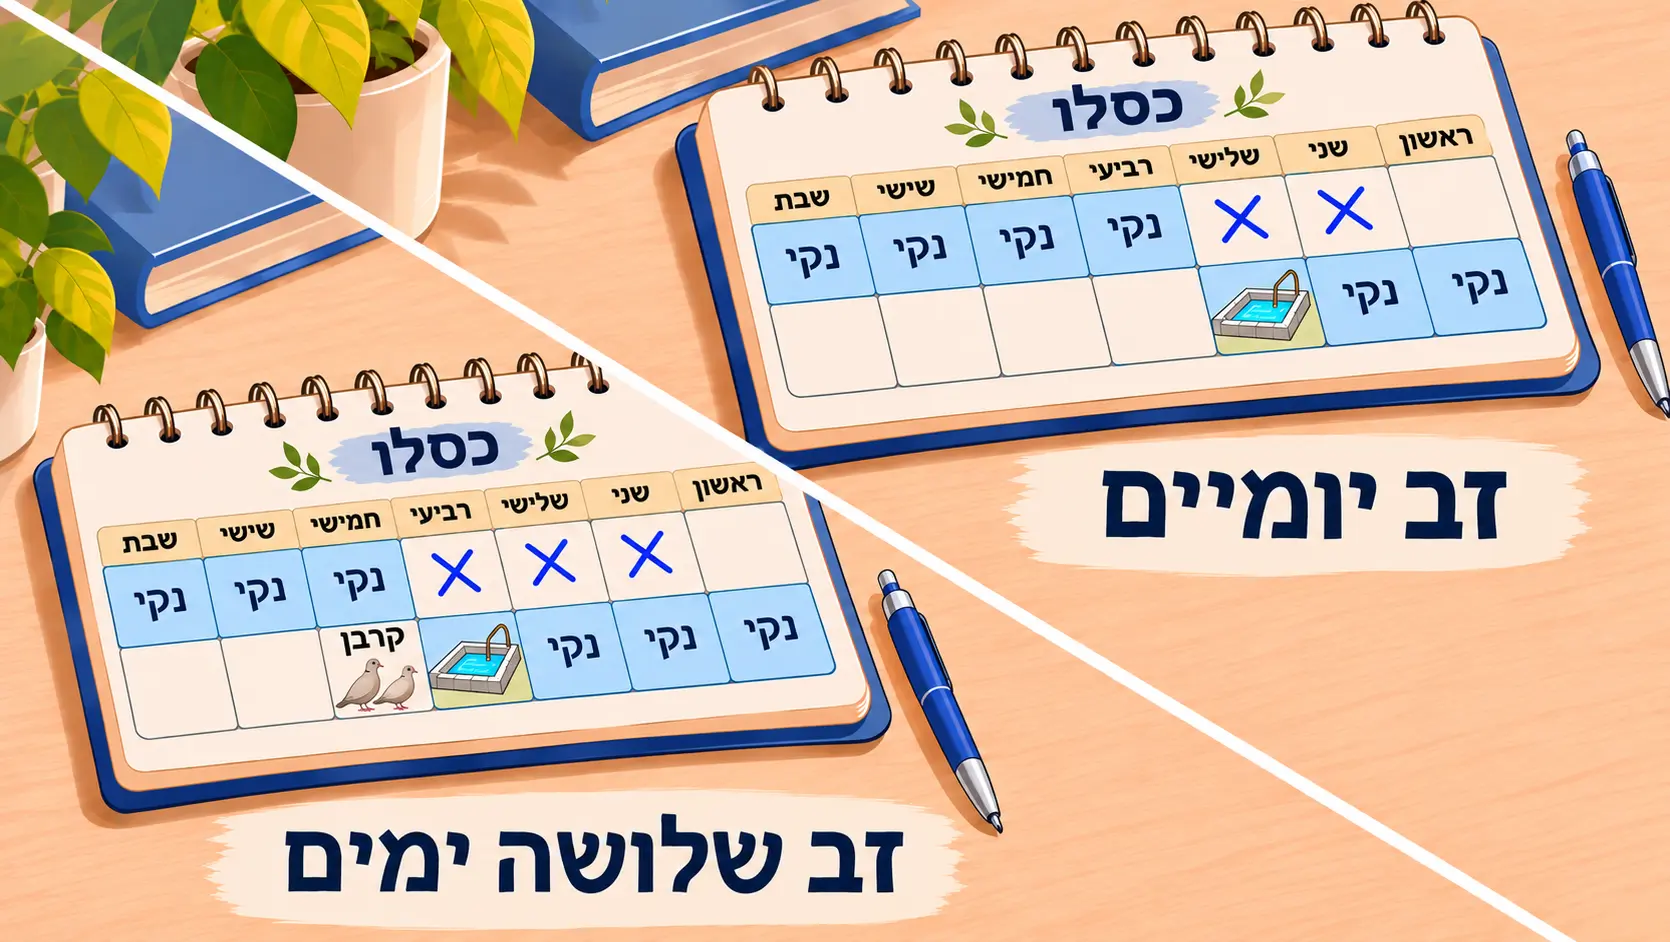 כסלו
ראשון שני שלישי רביעי חמישי שישי שבת
נקי נקי נקי נקי
נקי נקי
זב יומיים
כסלו
ראשון שני שלישי רביעי חמישי שישי שבת
נקי נקי נקי
נקי נקי נקי קרבן
זב שלושה ימים